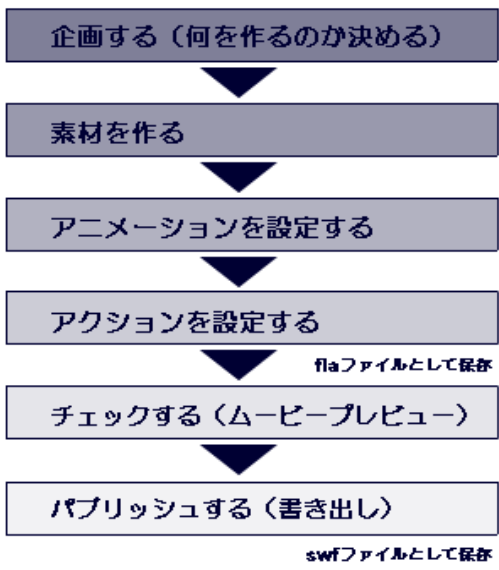 企画する（何を作るのか決める）
素材を作る
アニメーションを設定する
アクションを設定する
flaファイルとして保存
チェックする（ムービープレビュー）
パブリッシュする（書き出し）
swfファイルとして保存